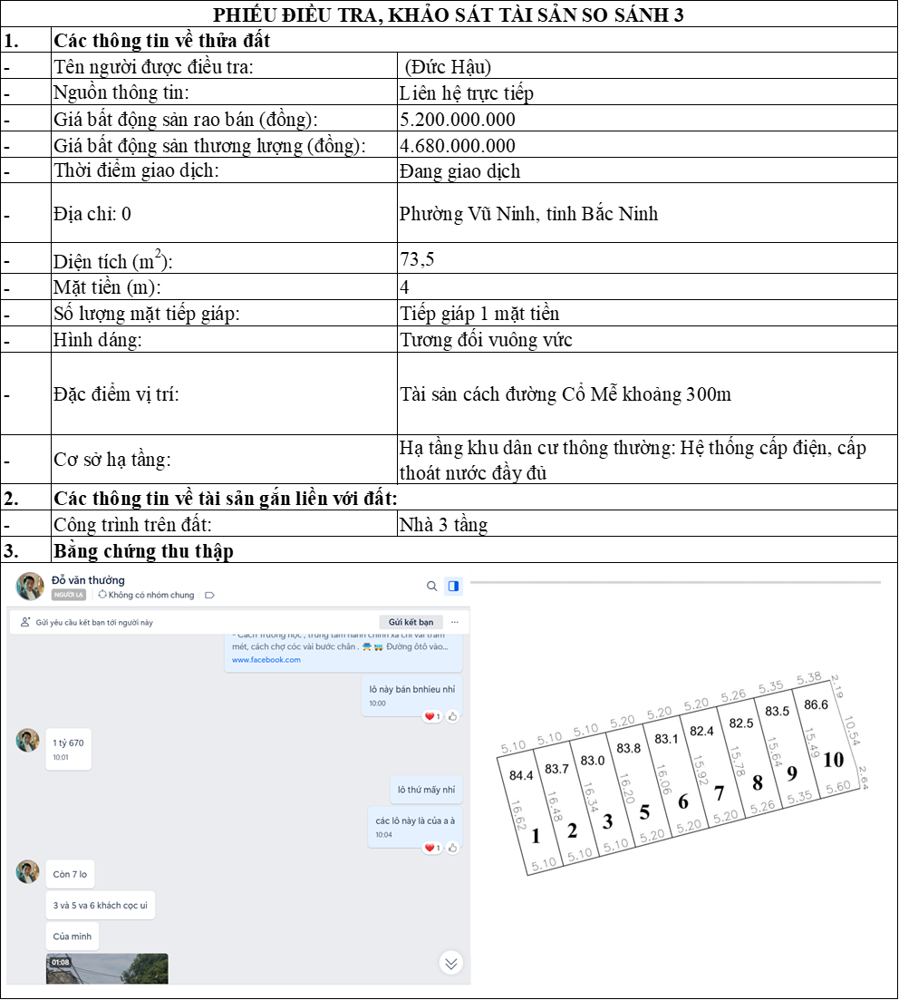 PHIẾU ĐIỀU TRA, KHẢO SÁT TÀI SẢN SO SÁNH 3
1. Các thông tin về thửa đất
- Tên người được điều tra: (Đức Hậu)
- Nguồn thông tin: Liên hệ trực tiếp
- Giá bất động sản rao bán (đồng): 5.200.000.000
- Giá bất động sản thương lượng (đồng): 4.680.000.000
- Thời điểm giao dịch: Đang giao dịch
- Địa chỉ: 0 Phường Vũ Ninh, tỉnh Bắc Ninh
- Diện tích (m2): 73,5
- Mặt tiền (m): 4
- Số lượng mặt tiếp giáp: Tiếp giáp 1 mặt tiền
- Hình dáng: Tương đối vuông vức
- Đặc điểm vị trí: Tài sản cách đường Cổ Mễ khoảng 300m
- Cơ sở hạ tầng: Hạ tầng khu dân cư thông thường: Hệ thống cấp điện, cấp
thoát nước đầy đủ
2. Các thông tin về tài sản gắn liền với đất:
- Công trình trên đất: Nhà 3 tầng
3. Bằng chứng thu thập
Đỗ văn thưởng
NGƯỜI LẠ Không có nhóm chung
Gửi yêu cầu kết bạn tới người này Gửi kết bạn ...
- Cách Trường học , trung tâm hành chính xã chỉ vài trăm
mét, cách chợ cóc vài bước chân . Đường ôtô vào...
www.facebook.com
lô này bán bnhieu nhỉ
10:00
1
1 tỷ 670
10:01
lô thứ mấy nhỉ
các lô này là của a à
10:04
1
Còn 7 lo
3 và 5 va 6 khách cọc ui
Của minh
01:08
5.10 5.10 5.10 5.20 5.20 5.20 5.26 5.35 5.38 2.19
84.4 83.7 83.0 83.8 83.1 82.4 82.5 83.5 86.6
16.62 16.48 16.34 16.20 16.06 15.92 15.78 15.64 15.49 10.54
1 2 3 5 6 7 8 9 10
5.10 5.10 5.10 5.20 5.20 5.20 5.26 5.35 5.60 2.64